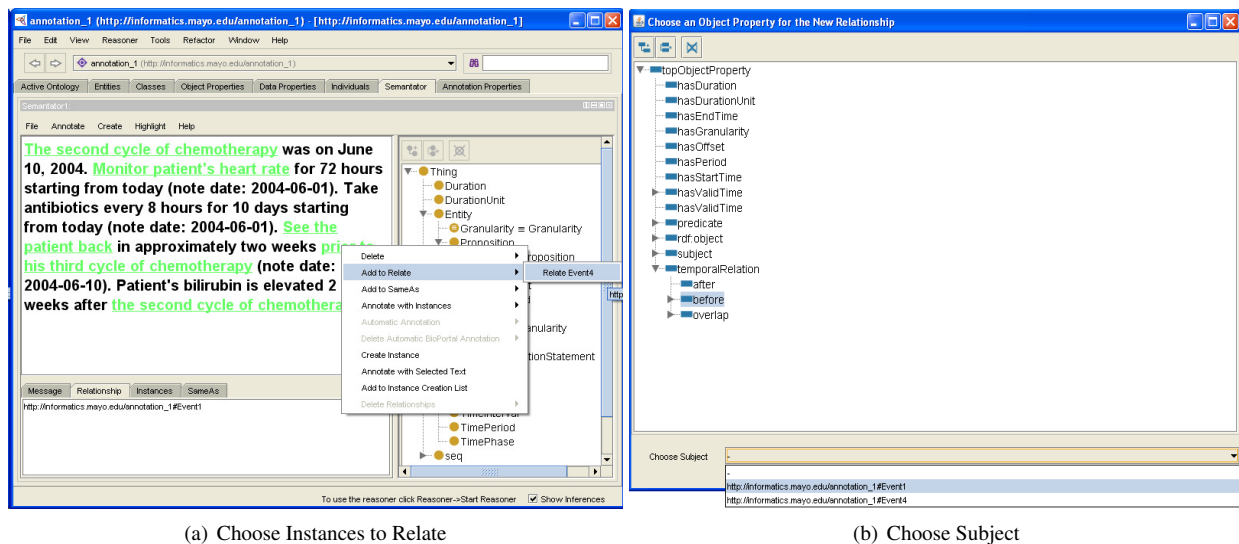 annotation_1 (http://informatics.mayo.edu/annotation_1) - [http://informatics.mayo.edu/annotation_1]
File Edit View Reasoner Tools Refactor Window Help
annotation_1 (http://informatics.mayo.edu/annotation_1)
Active Ontology Entities Classes Object Properties Data Properties Individuals Semantator Annotation Properties
Semantator1:
File Annotate Create Highlight Help
The second cycle of chemotherapy was on June
10, 2004. Monitor patient's heart rate for 72 hours
starting from today (note date: 2004-06-01). Take
antibiotics every 8 hours for 10 days starting
from today (note date: 2004-06-01). See the
patient back in approximately two weeks prior to
his third cycle of chemotherapy (note date:
2004-06-10). Patient's bilirubin is elevated 2
weeks after the second cycle of chemothera
Thing
Duration
DurationUnit
Entity
Granularity ≡ Granularity
Proposition
roposition
anularity
tionStatement
TimeInterval
TimePeriod
TimePhase
seq
Delete
Add to Relate
Relate Event4
Add to SameAs
Annotate with Instances
Automatic Annotation
Delete Automatic BioPortal Annotation
Create Instance
Annotate with Selected Text
Add to Instance Creation List
Delete Relationships
http
Message Relationship Instances SameAs
http://informatics.mayo.edu/annotation_1#Event1
To use the reasoner click Reasoner->Start Reasoner Show Inferences
(a) Choose Instances to Relate
Choose an Object Property for the New Relationship
topObjectProperty
hasDuration
hasDurationUnit
hasEndTime
hasGranularity
hasOffset
hasPeriod
hasStartTime
hasValidTime
hasValidTime
predicate
rdf:object
subject
temporalRelation
after
before
overlap
Choose Subject -
-
http://informatics.mayo.edu/annotation_1#Event1
http://informatics.mayo.edu/annotation_1#Event4
(b) Choose Subject